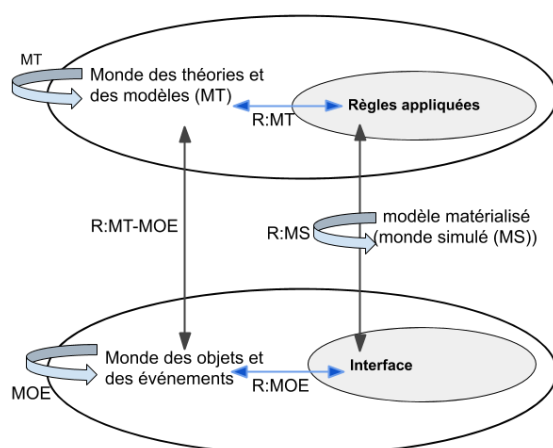 MT
Monde des théories et
des modèles (MT)
Règles appliquées
R:MT
R:MT-MOE
R:MS
modèle matérialisé
(monde simulé (MS))
Monde des objets et
des événements
Interface
R:MOE
MOE